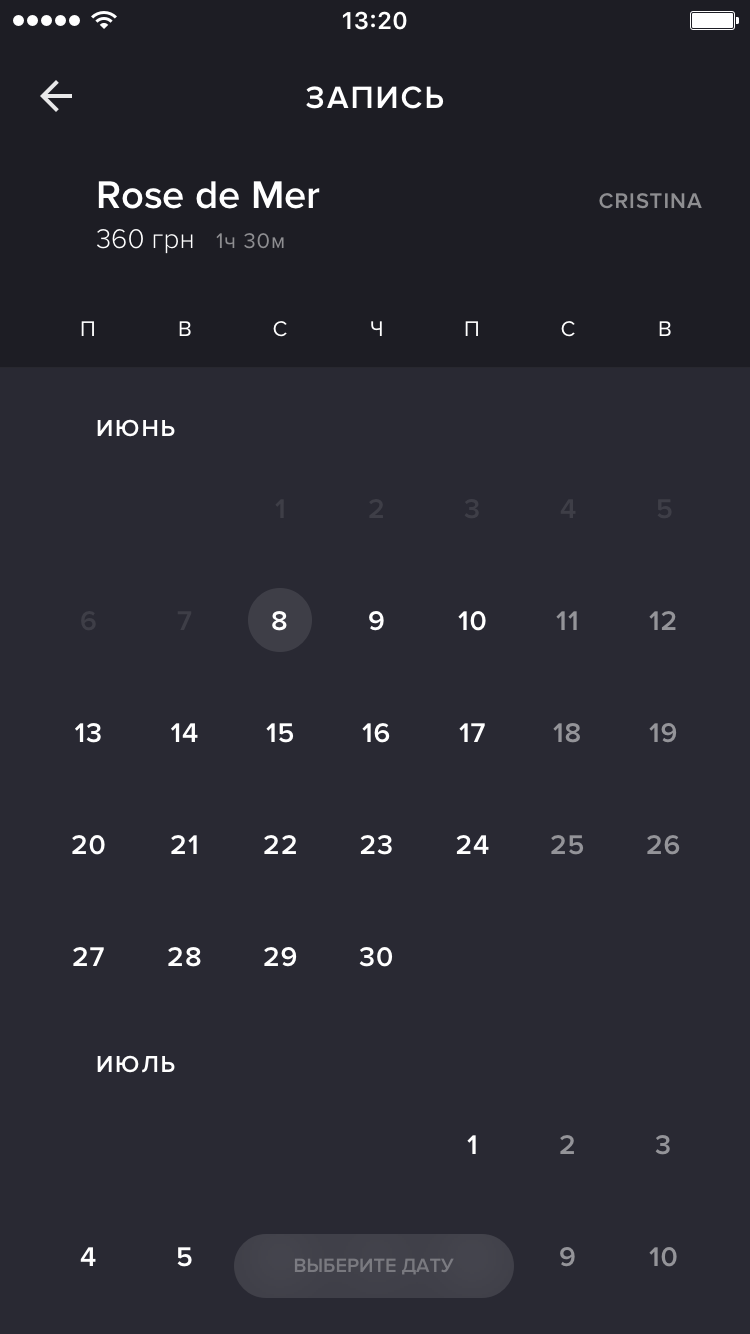 13:20
ЗАПИСЬ
Rose de Mer CRISTINA
360 грн 1ч 30м
П В С Ч П С В
ИЮНЬ
1 2 3 4 5
6 7 8 9 10 11 12
13 14 15 16 17 18 19
20 21 22 23 24 25 26
27 28 29 30
ИЮЛЬ
1 2 3
4 5 ВЫБЕРИТЕ ДАТУ 9 10